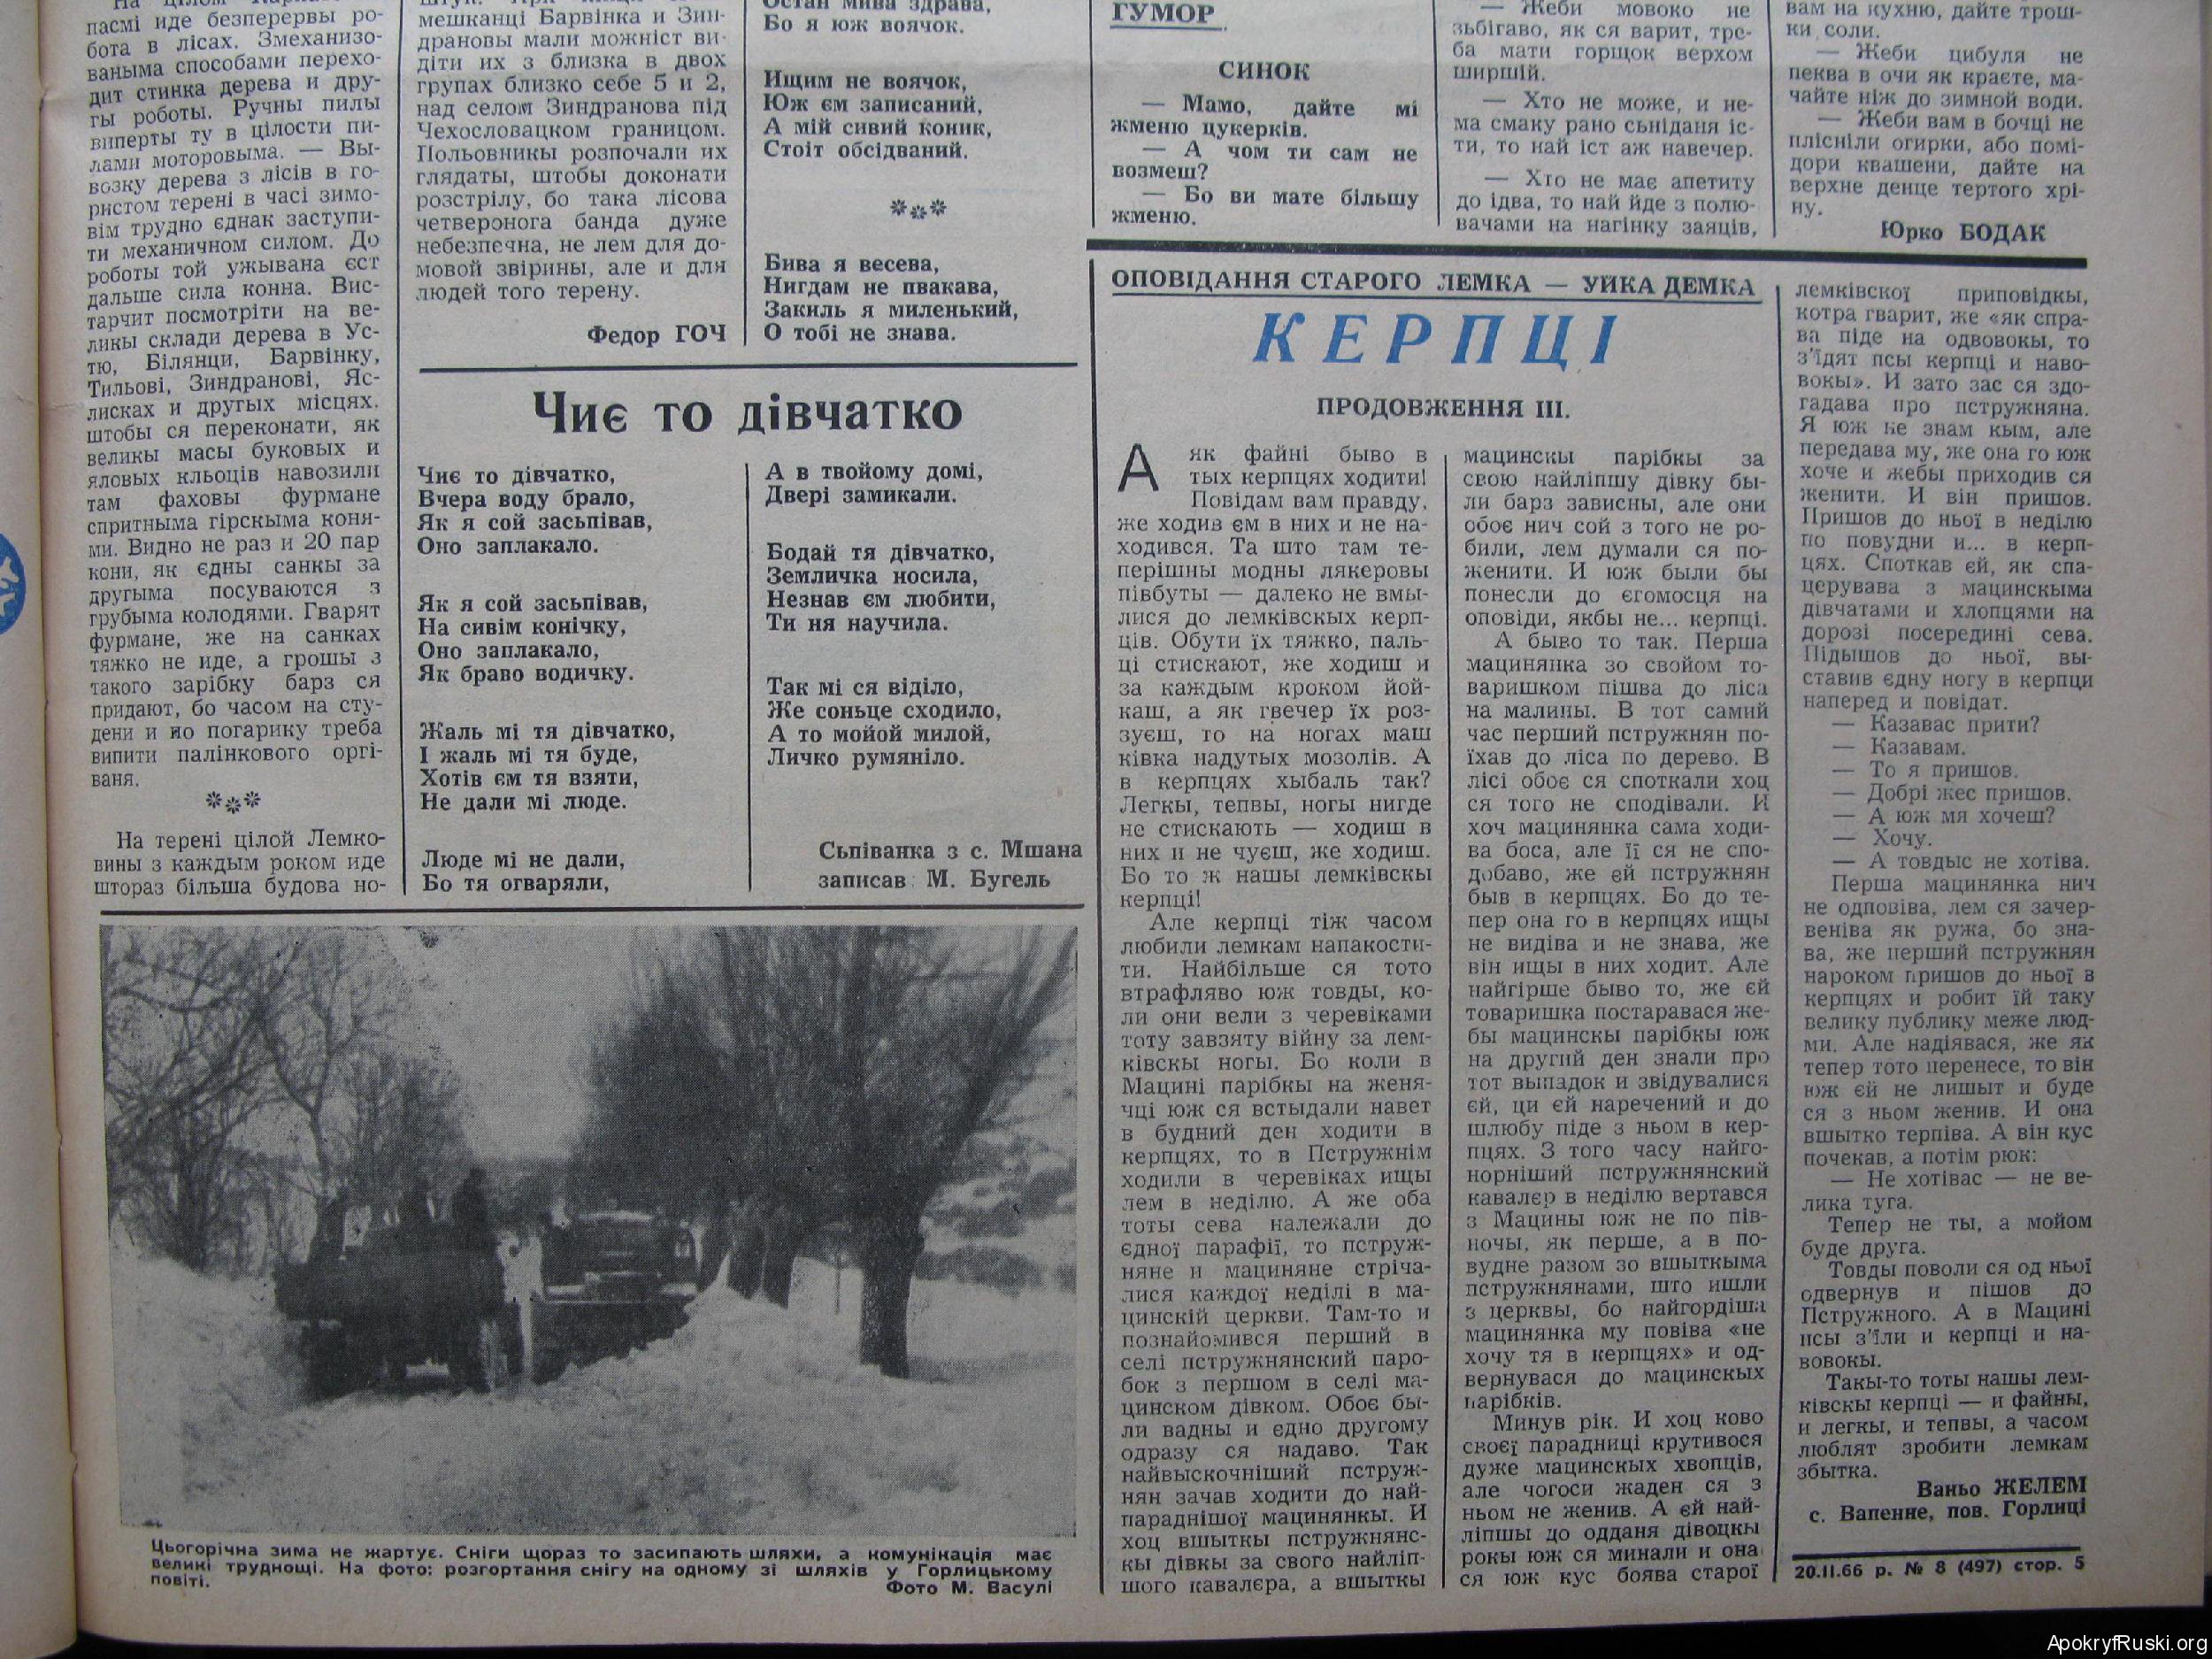 пасмі иде безперервы ро-
бота в лісах. Змеханизо-
ваныма способами перехо-
дит стинка дерева и дру-
гы роботы. Ручны пилы
виперты ту в цілости пи-
лами моторовыма. — Вы-
возку дерева з лісів в го-
ристом терені в часі зимо-
вім трудно єднак заступи-
ти механичном силом. До
роботы той уживана єст
дальше сила конна. Вис-
тарчит посмотріти на ве-
ликы склади дерева в Ус-
тю, Білянци, Барвінку,
Тильові, Зиндранові, Яс-
лисках и другых місцях.
штобы ся переконати, як
великы масы буковых и
яловых кльоців навозили
там фаховы фурмане
спритныма гірскыма коня-
ми. Видно не раз и 20 пар
кони, як єдны санкы за
другыма посуваются з
грубыма колодями. Гварят
фурмане, же на санках
тяжко не иде, а грошы з
такого зарібку барз ся
придают, бо часом на сту-
дени и по погарику треба
випити палінкового оргі-
ваня.
***
На терені цілой Лемко-
вины з каждым роком иде
штораз більша будова но-
мешканці Барвінка и Зин-
драновы мали можніст ви-
діти их з близка в двох
групах близко себе 5 и 2,
над селом Зиндранова під
Чехословацком границом.
Польовникы розпочали их
глядаты, штобы доконати
розстрілу, бо така лісова
четверонога банда дуже
небезпечна, не лем для до-
мовой звірины, але и для
людей того терену.
Федор ГОЧ
Остан мива здрава,
Бо я юж воячок.
Ищим не воячок,
Юж єм записаний,
А мій сивий коник,
Стоіт обсідваний.
***
Бива я весева,
Нигдам не пвакава,
Закиль я миленький,
О тобі не знава.
Чиє то дівчатко
Чиє то дівчатко,
Вчера воду брало,
Як я сой засьпівав,
Оно заплакало.
Як я сой засьпівав,
На сивім конічку,
Оно заплакало,
Як браво водичку.
Жаль мі тя дівчатко,
І жаль мі тя буде,
Хотів єм тя взяти,
Не дали мі люде.
Люде мі не дали,
Бо тя огваряли,
А в твойому домі,
Двері замикали.
Бодай тя дівчатко,
Земличка носила,
Незнав єм любити,
Ти ня научила.
Так мі ся віділо,
Же соньце сходило,
А то мойой милой,
Личко румяніло.
Сьпіванка з с. Мшана
записав М. Бугель
Цьогорічна зима не жартує. Сніги щораз то засипають шляхи, а комунікація має
великі труднощі. На фото: розгортання снігу на одному зі шляхів у Горлицькому
повіті.
Фото М. Васулі
ГУМОР
СИНОК
— Мамо, дайте мі
жменю цукерків.
— А чом ти сам не
возмеш?
— Бо ви мате більшу
жменю.
— Жеби мовоко не
зьбігаво, як ся варит, тре-
ба мати горщок верхом
ширшій.
— Хто не може, и не-
ма смаку рано сьніданя іс-
ти, то най іст аж навечер.
— Хто не має апетиту
до ідва, то най йде з полю-
вачами на нагінку заяців,
вам на кухню, дайте трош-
ки соли.
— Жеби цибуля не
пеква в очи як краєте, ма-
чайте ніж до зимной води.
— Жеби вам в бочці не
плісніли огирки, або помі-
дори квашени, дайте на
верхне денце тертого хрі-
ну.
Юрко БОДАК
ОПОВІДАННЯ СТАРОГО ЛЕМКА — УЙКА ДЕМКА
КЕРПЦІ
ПРОДОВЖЕННЯ III.
А як файні быво в
тых керпцях ходити!
Повідам вам правду,
же ходив єм в них и не на-
ходився. Та што там те-
перішны модны лякеровы
півбуты — далеко не вмы-
лися до лемківскых керп-
ців. Обути їх тяжко, паль-
ці стискают, же ходиш и
за каждым кроком йой-
каш, а як гвечер їх роз-
зуєш, то на ногах маш
ківка надутых мозолів. А
в керпцях хыбаль так?
Легкы, тепвы, ногы нигде
не стискають — ходиш в
них и не чуєш, же ходиш.
Бо то ж нашы лемківскы
керпці!
Але керпці тіж часом
любили лемкам напакости-
ти. Найбільше ся тото
втрафляво юж товды, ко-
ли они вели з черевіками
тоту завзяту війну за лем-
ківскы ногы. Бо коли в
Мацині парібкы на женя-
чці юж ся встыдали навет
в будний ден ходити в
керпцях, то в Пстружнім
ходили в черевіках ищы
лем в неділю. А же оба
тоты сева належали до
єдної парафії, то пструж-
няне и мациняне стріча-
лися каждої неділі в ма-
цинскій церкви. Там-то и
познайомився перший в
селі пстружнянский паро-
бок з першом в селі ма-
цинском дівком. Обоє бы-
ли вадны и єдно другому
одразу ся надаво. Так
найвыскочніший пструж-
нян зачав ходити до най-
параднішої мацинянкы. И
хоц вшыткы пстружнянс-
кы дівкы за свого найліп-
шого кавалєра, а вшыткы
мацинскы парібкы за
свою найліпшу дівку бы-
ли барз зависны, але они
обоє нич сой з того не ро-
били, лем думали ся по-
женити. И юж были бы
понесли до єгомосця на
оповіди, якбы не... керпці.
А быво то так. Перша
мацинянка зо свойом то-
варишком пішва до ліса
на малины. В тот самий
час перший пстружнян по-
їхав до ліса по дерево. В
лісі обоє ся споткали хоц
ся того не сподівали. И
хоч мацинянка сама ходи-
ва боса, але її ся не спо-
добаво, же ей пстружнян
быв в керпцях. Бо до те-
пер она го в керпцях ищы
не видіва и не знава, же
він ищы в них ходит. Але
найгірше быво то, же єй
товаришка постаравася же-
бы мацинскы парібкы юж
на другий ден знали про
тот выпадок и звідувалися
єй, ци єй наречений и до
шлюбу піде з ньом в кер-
пцях. З того часу найго-
норніший пстружнянский
кавалєр в неділю вертався
з Мацины юж не по пів-
ночы, як перше, а в по-
вудне разом зо вшыткыма
пстружнянами, што ишли
з церквы, бо найгордіша
мацинянка му повіва «не
хочу тя в керпцях» и од-
вернувася до мацинскых
парібків.
Минув рік. И хоц ково
своєї парадниці крутивося
дуже мацинскых хвопців,
але чогоси жаден ся з
ньом не женив. А єй най-
ліпшы до одданя дівоцкы
рокы юж ся минали и она
ся юж кус боява старої
лемківскої приповідкы,
котра гварит, же «як спра-
ва піде на одвовокы, то
з'їдят псы керпці и наво-
вокы». И зато зас ся здо-
гадава про пстружняна.
Я юж не знам кым, але
передава му, же она го юж
хоче и жебы приходив ся
женити. И він пришов.
Пришов до ньої в неділю
по повудни и... в керп-
цях. Споткав єй, як спа-
церувава з мацинскыма
дівчатами и хлопцями на
дорозі посередині сева.
Підышов до ньої, вы-
ставив єдну ногу в керпци
наперед и повідат.
— Казавас прити?
— Казавам.
— То я пришов.
— Добрі жес пришов.
— А юж мя хочеш?
— Хочу.
— А товдыс не хотіва.
Перша мацинянка нич
не одповіва, лем ся зачер-
веніва як ружа, бо зна-
ва, же перший пстружнян
нароком пришов до ньої в
керпцях и робит їй таку
велику публику меже люд-
ми. Але надіявася, же як
тепер тото перенесе, то він
юж єй не лишыт и буде
ся з ньом женив. И она
вшытко терпіва. А він кус
почекав, а потім рюк:
— Не хотівас — не ве-
лика туга.
Тепер не ты, а мойом
буде друга.
Товды поволи ся од ньої
одвернув и пішов до
Пстружного. А в Мацині
псы з'їли и керпці и на-
вовокы.
Такы-то тоты нашы лем-
ківскы керпці — и файны,
и легкы, и тепвы, а часом
люблят зробити лемкам
збытка.
Ваньо ЖЕЛЕМ
с. Вапенне, пов. Горлиці
20.II.66 р. № 8 (497) стор. 5
ApokryfRuski.org